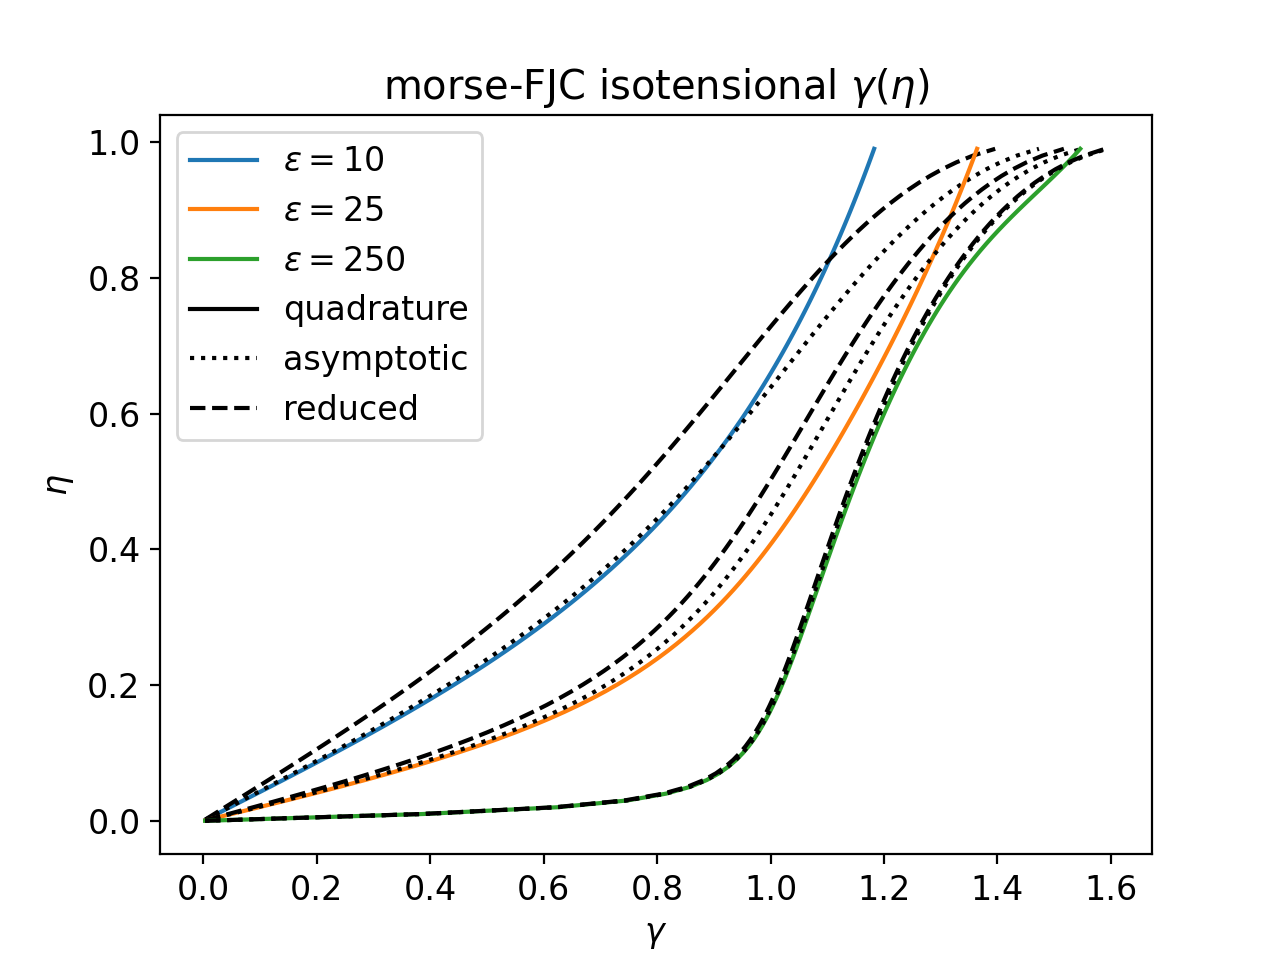 morse-FJC isotensional γ(η)
ε = 10
ε = 25
ε = 250
quadrature
asymptotic
reduced
1.0
0.8
0.6
0.4
0.2
0.0
η
0.0 0.2 0.4 0.6 0.8 1.0 1.2 1.4 1.6
γ